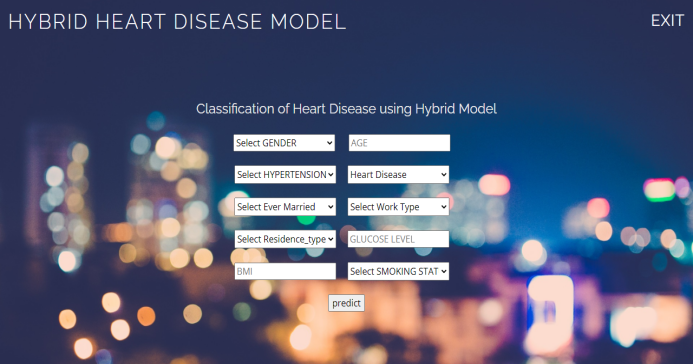 HYBRID HEART DISEASE MODEL EXIT
Classification of Heart Disease using Hybrid Model
Select GENDER AGE
Select HYPERTENSION Heart Disease
Select Ever Married Select Work Type
Select Residence_type GLUCOSE LEVEL
BMI Select SMOKING STAT
predict